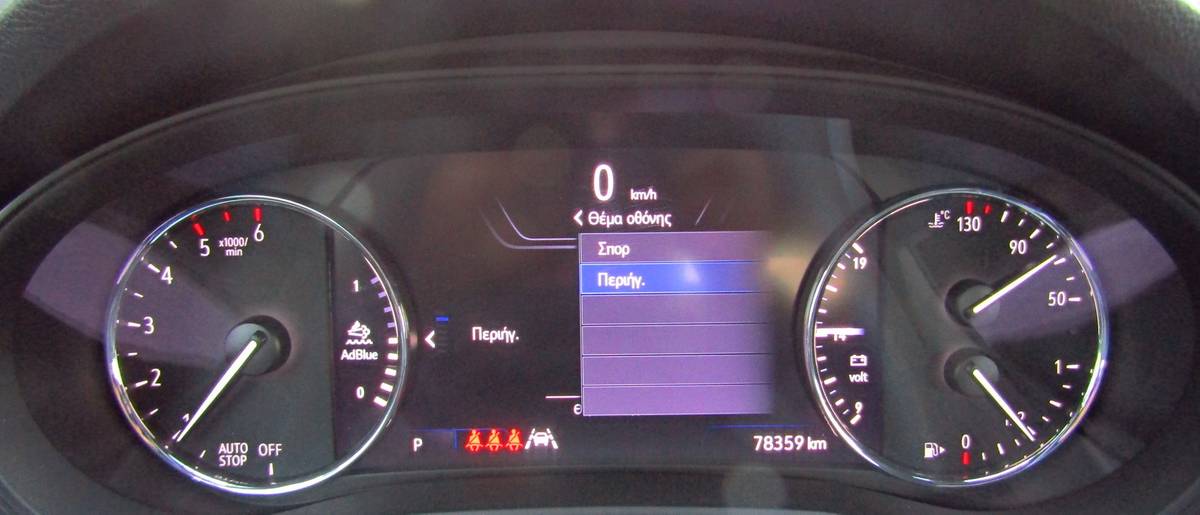 0 km/h
Θέμα οθόνης
Σπορ
Περιήγ.
Περιήγ.
6
5
x1000/
min
4
3
2
1
AUTO
STOP
OFF
1
AdBlue
0
°C
130
90
50
19
14
volt
9
1
0
P
78359 km